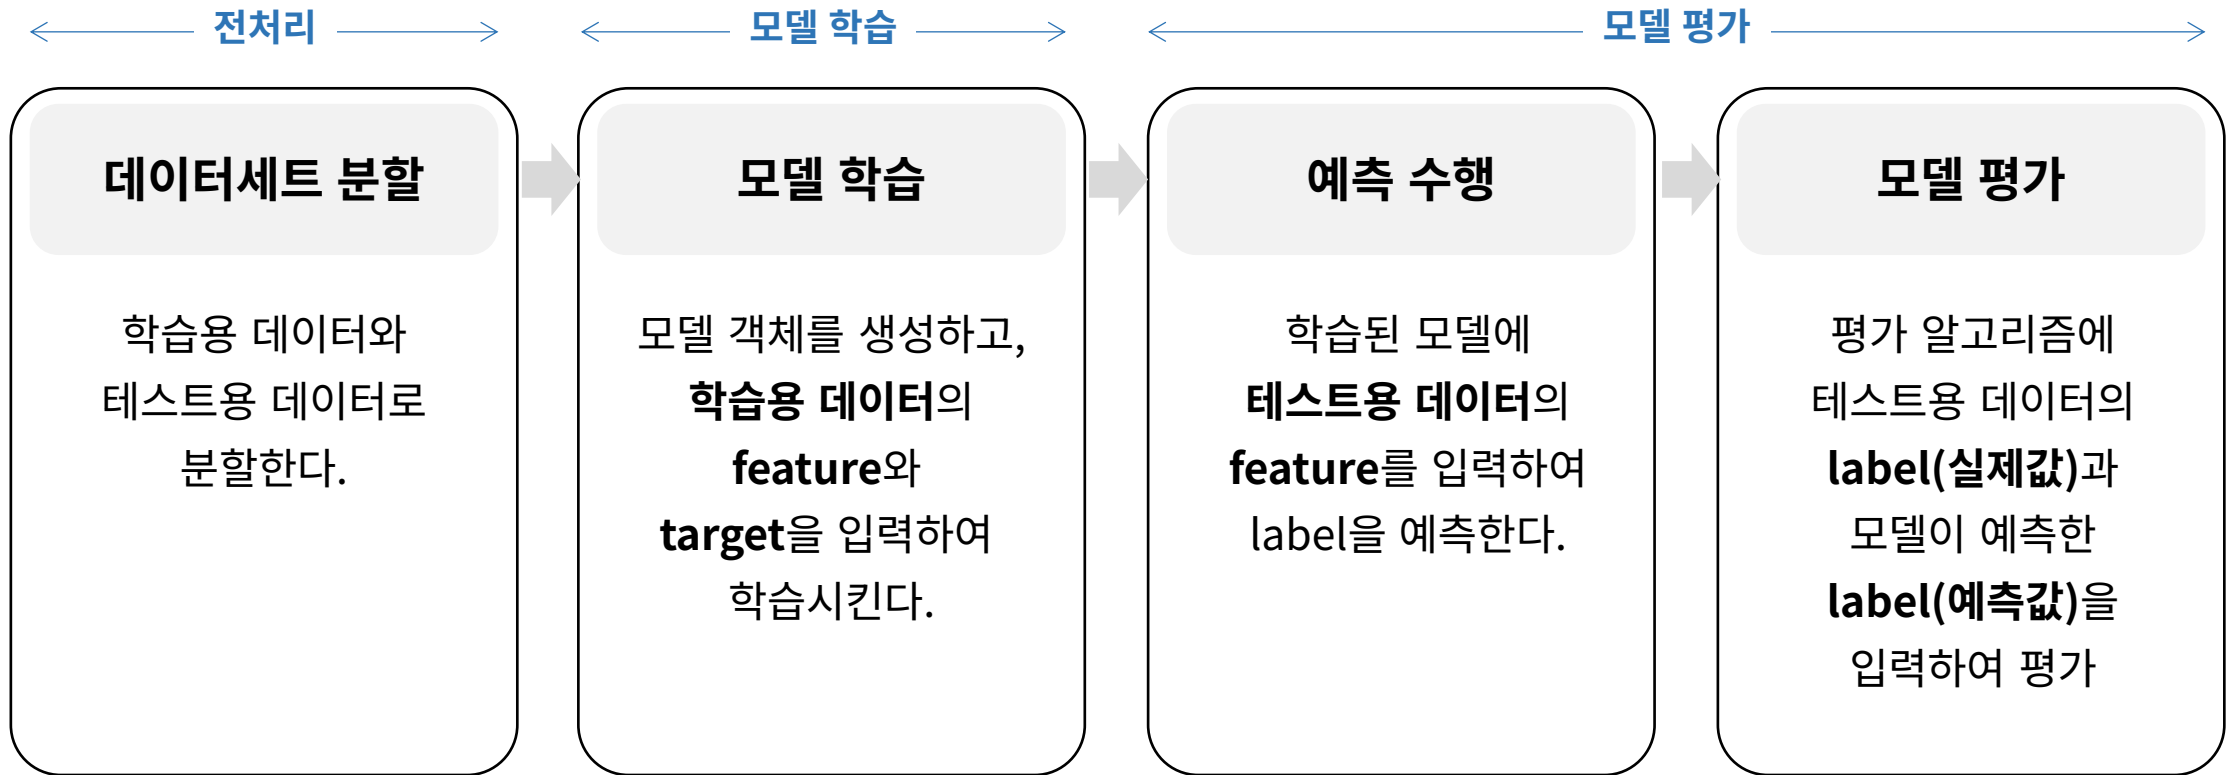 전처리
모델 학습
모델 평가
데이터세트 분할
학습용 데이터와
테스트용 데이터로
분할한다.
모델 학습
모델 객체를 생성하고,
학습용 데이터의
feature와
target을 입력하여
학습시킨다.
예측 수행
학습된 모델에
테스트용 데이터의
feature를 입력하여
label을 예측한다.
모델 평가
평가 알고리즘에
테스트용 데이터의
label(실제값)과
모델이 예측한
label(예측값)을
입력하여 평가